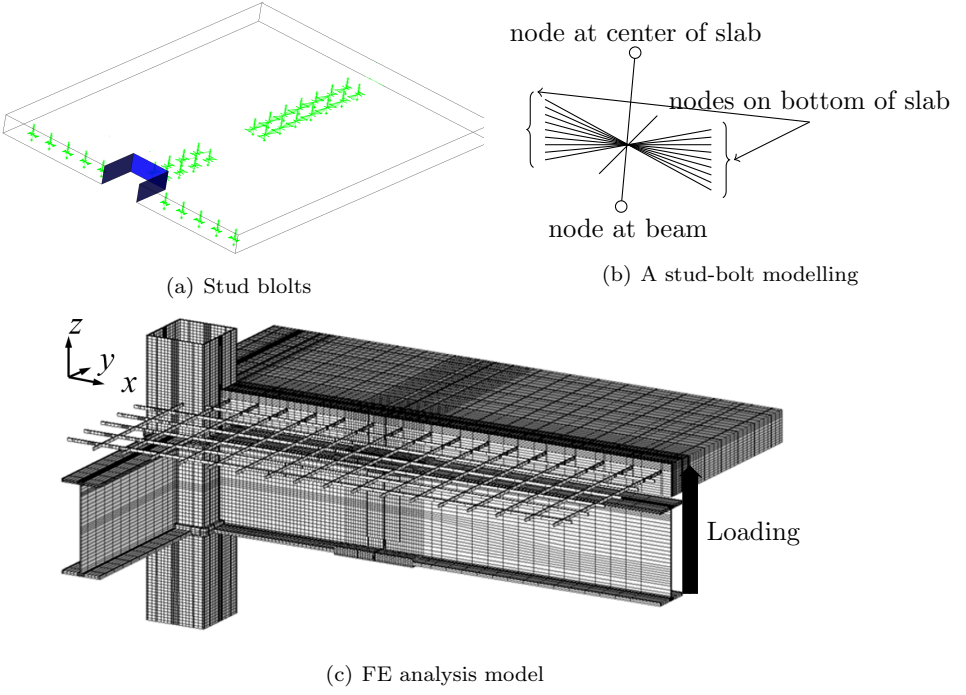 node at center of slab
nodes on bottom of slab
node at beam
(a) Stud blolts
(b) A stud-bolt modelling
z
y
x
Loading
(c) FE analysis model